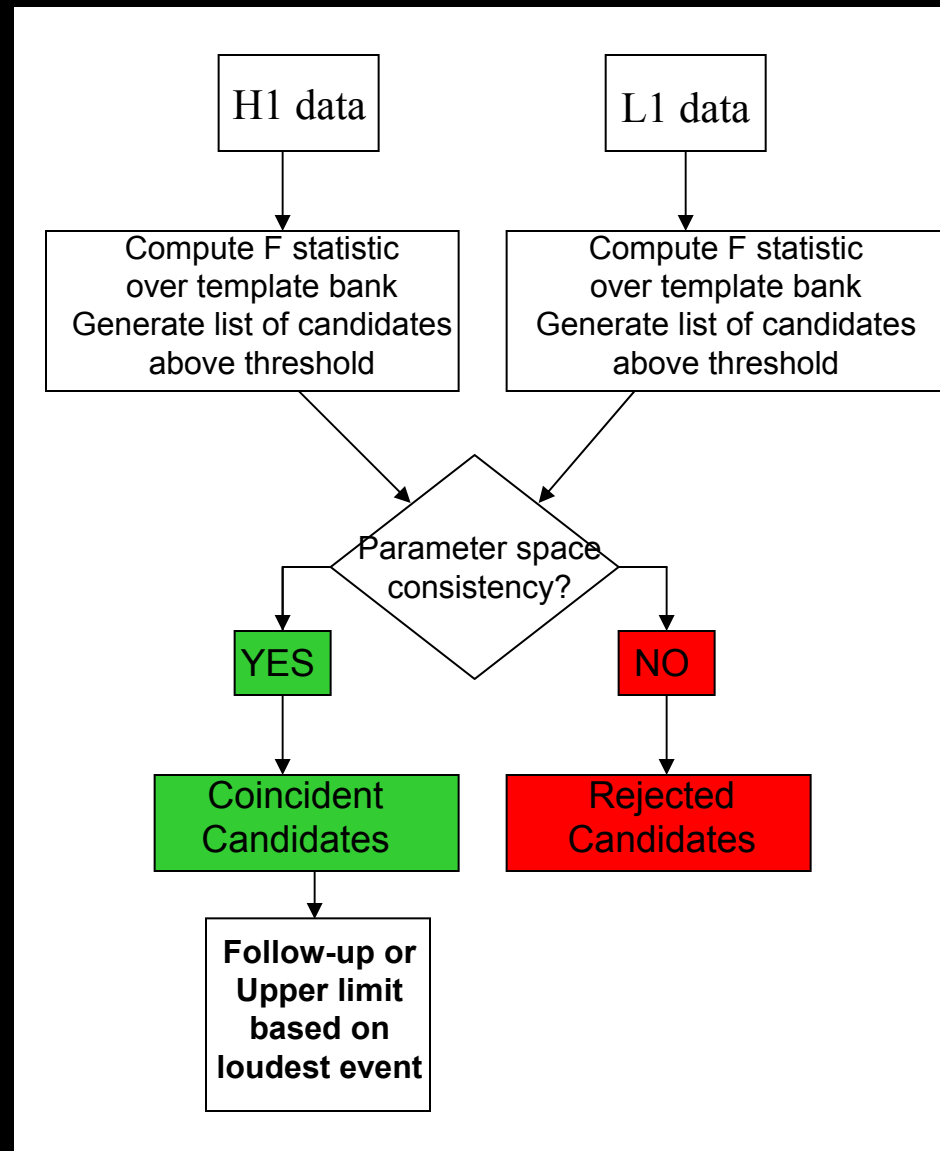 H1 data
L1 data
Compute F statistic
over template bank
Generate list of candidates
above threshold
Compute F statistic
over template bank
Generate list of candidates
above threshold
Parameter space
consistency?
YES
NO
Coincident
Candidates
Rejected
Candidates
Follow-up or
Upper limit
based on
loudest event